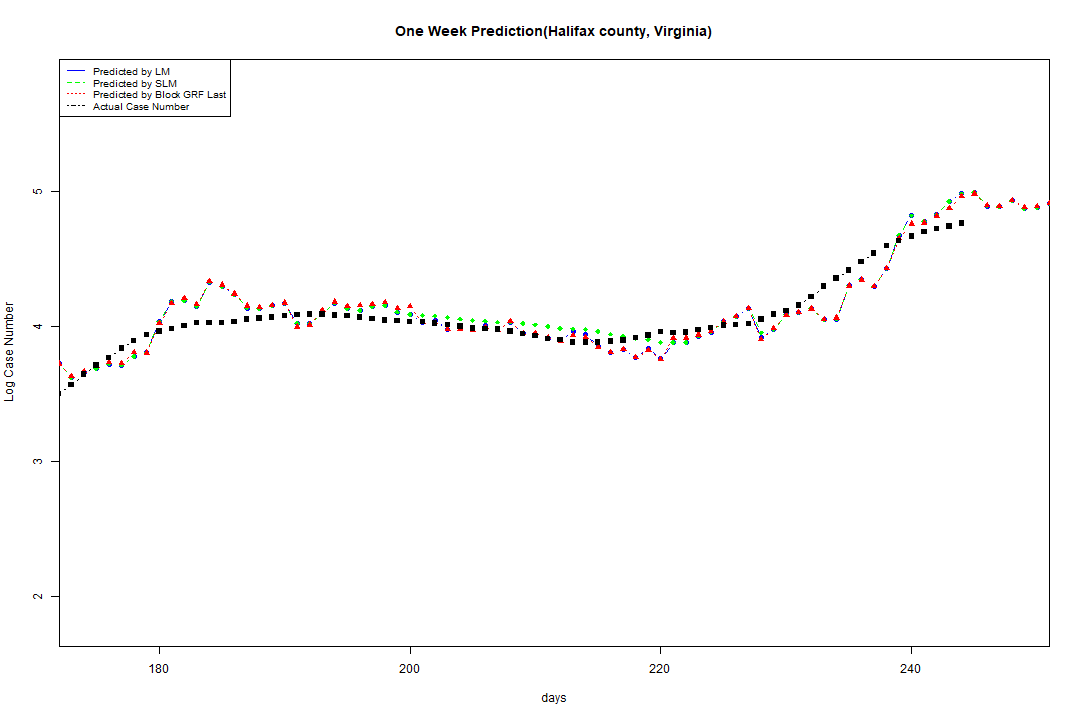 One Week Prediction(Halifax county, Virginia)
Predicted by LM
Predicted by SLM
Predicted by Block GRF Last
Actual Case Number
5
4
3
2
Log Case Number
180 200 220 240
days